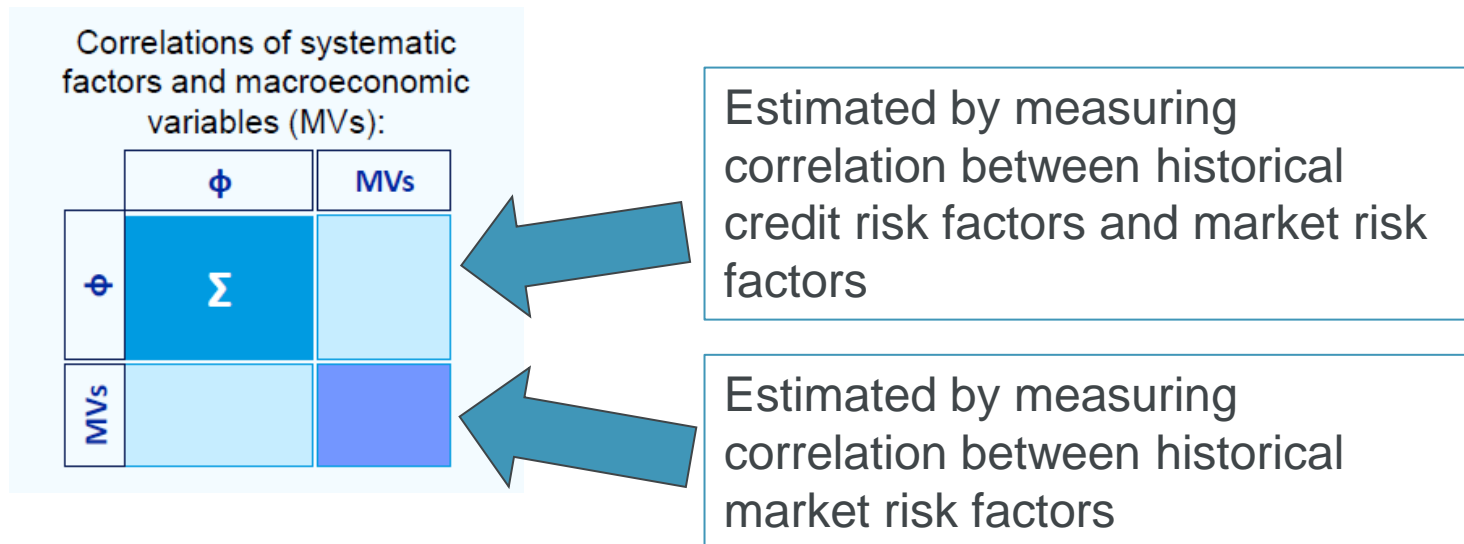 Correlations of systematic
factors and macroeconomic
variables (MVs):
ϕ MVs
ϕ Σ
MVs
Estimated by measuring
correlation between historical
credit risk factors and market risk
factors
Estimated by measuring
correlation between historical
market risk factors